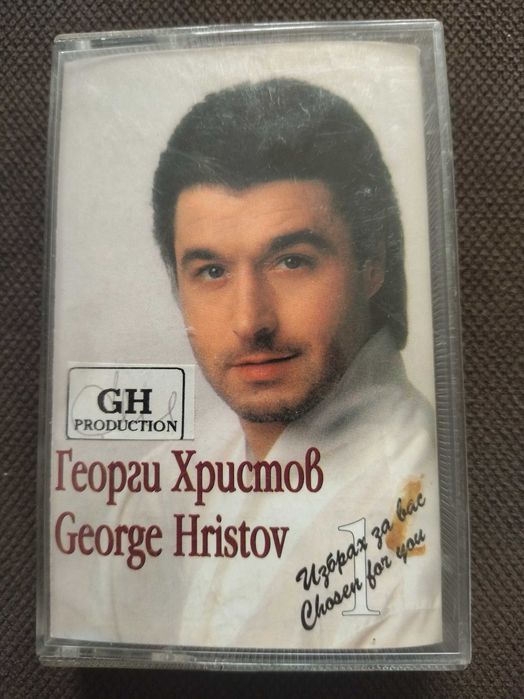 GH
PRODUCTION
Георги Христов
George Hristov
1
Избрах за вас
Chosen for you